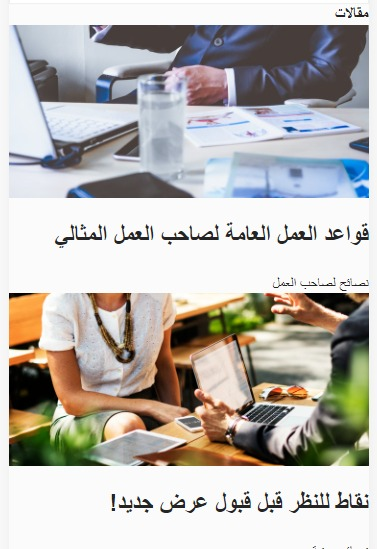 مقالات
قواعد العمل العامة لصاحب العمل المثالي
نصائح لصاحب العمل
نقاط للنظر قبل قبول عرض جديد!